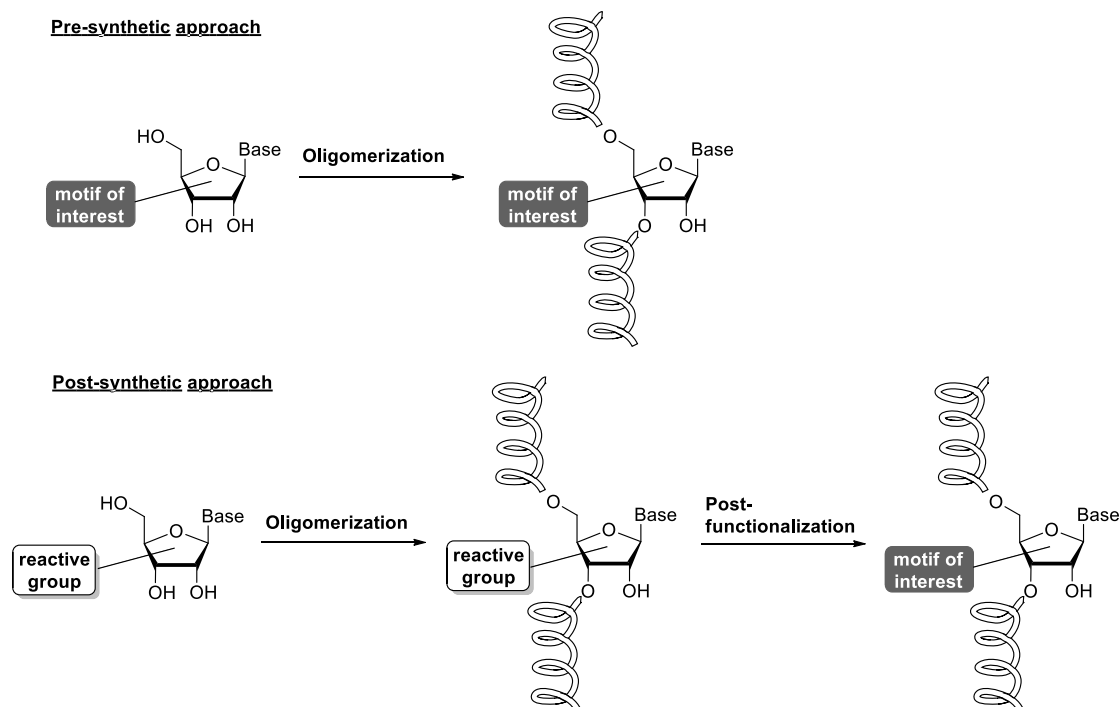 Pre-synthetic approach
HO
O
Base
motif of
interest
OH OH
Oligomerization
O
O
Base
motif of
interest
O
OH
Post-synthetic approach
HO
O
Base
reactive
group
OH OH
Oligomerization
O
O
Base
reactive
group
O
OH
Post-
functionalization
O
O
Base
motif of
interest
O
OH